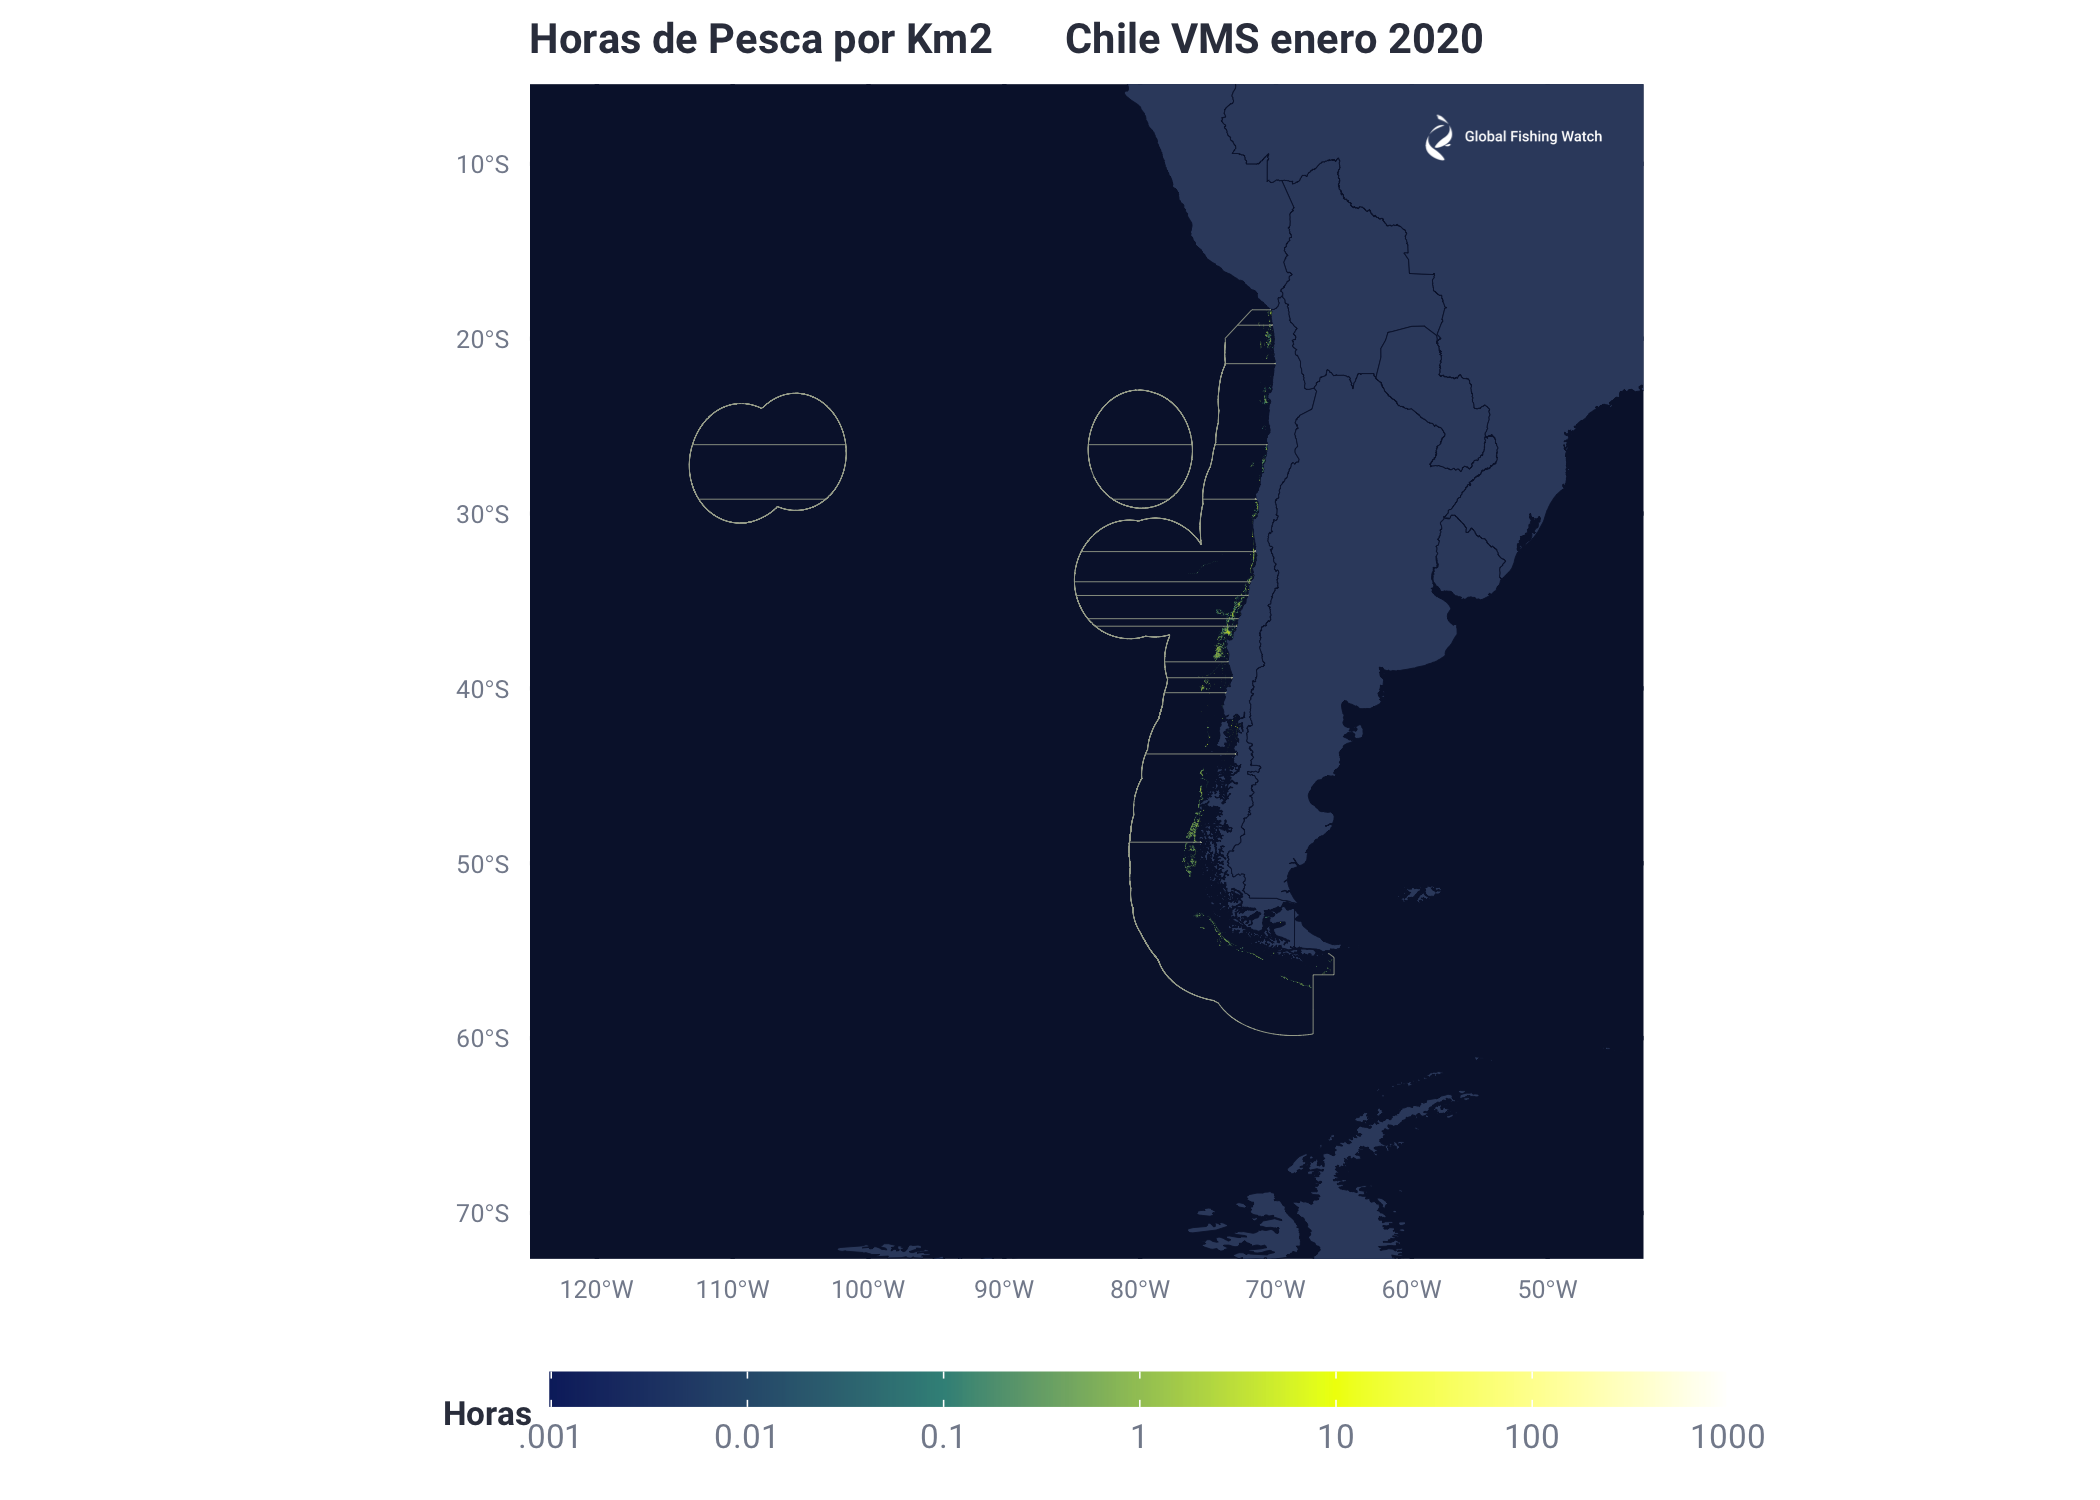 Horas de Pesca por Km2 Chile VMS enero 2020
Global Fishing Watch
10°S
20°S
30°S
40°S
50°S
60°S
70°S
120°W 110°W 100°W 90°W 80°W 70°W 60°W 50°W
Horas
.001 0.01 0.1 1 10 100 1000